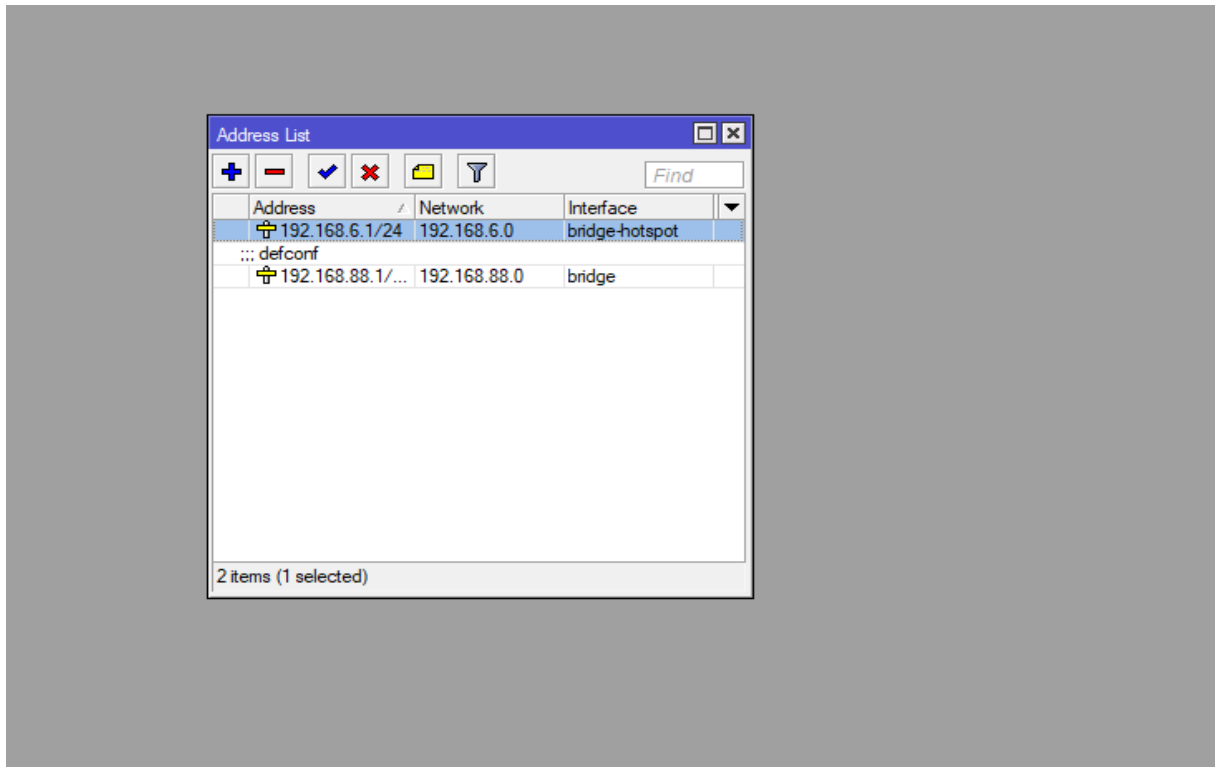 Address List
Find
Address Network Interface
192.168.6.1/24 192.168.6.0 bridge-hotspot
;;; defconf
192.168.88.1/... 192.168.88.0 bridge
2 items (1 selected)